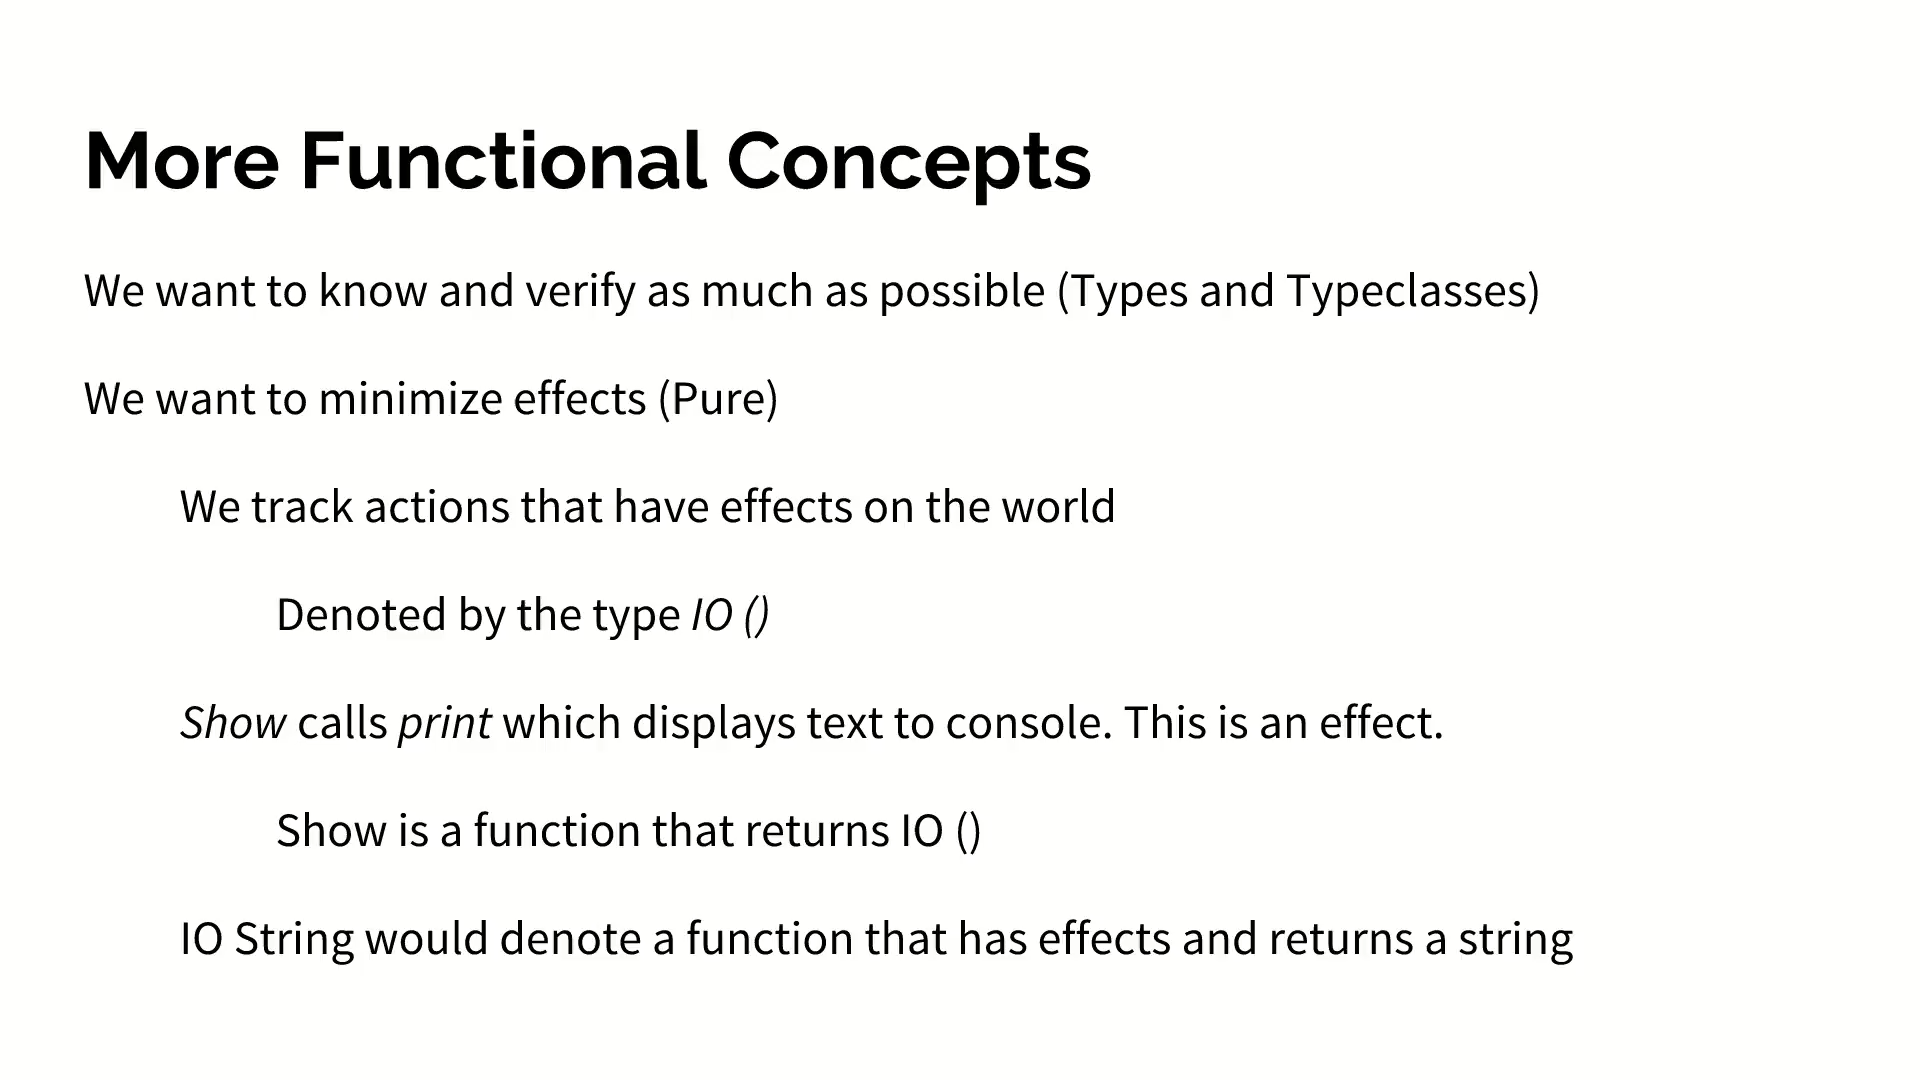 More Functional Concepts
We want to know and verify as much as possible (Types and Typeclasses)
We want to minimize effects (Pure)
We track actions that have effects on the world
Denoted by the type IO ()
Show calls print which displays text to console. This is an effect.
Show is a function that returns IO ()
IO String would denote a function that has effects and returns a string